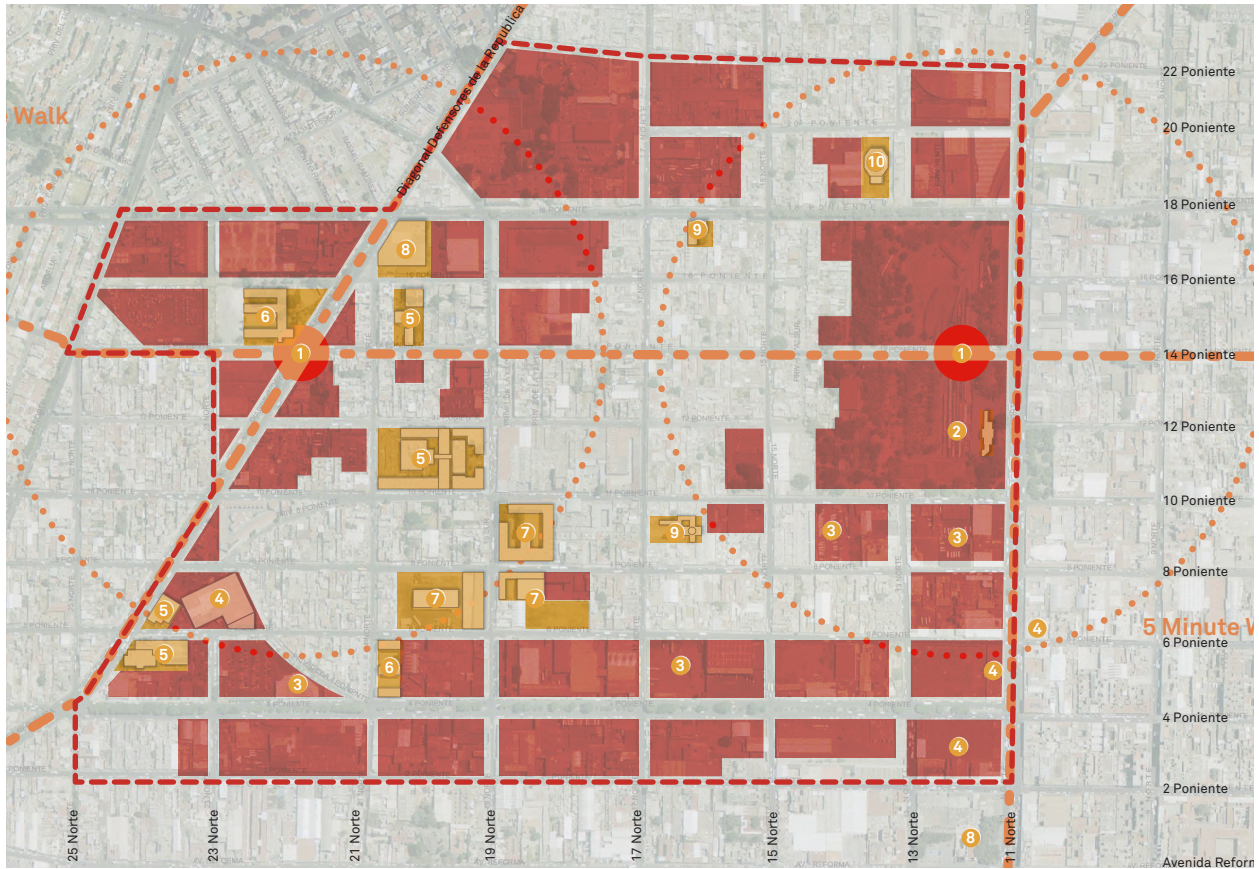 Diagonal Defensores de la Republica
22 Poniente
Walk
20 Poniente
10
18 Poniente
9
8
16 Poniente
6
5
1
1
14 Poniente
2
12 Poniente
5
10 Poniente
3
7
9
3
8 Poniente
7
7
4
5
4
5 Minute W
6 Poniente
5
6
3
4
3
4 Poniente
4
2 Poniente
25 Norte
23 Norte
21 Norte
19 Norte
17 Norte
15 Norte
13 Norte
11 Norte
8
Avenida Reform